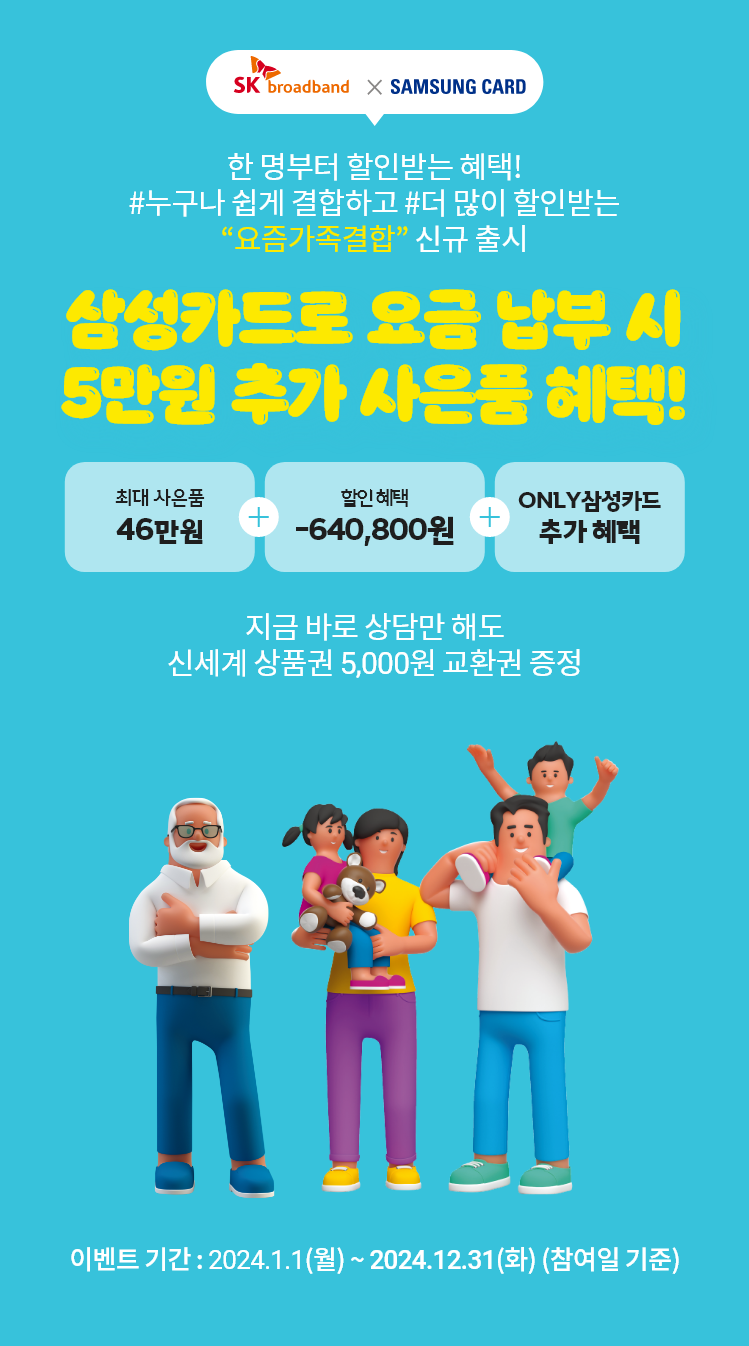 SK broadband × SAMSUNG CARD
한 명부터 할인받는 혜택!
#누구나 쉽게 결합하고 #더 많이 할인받는
“요즘가족결합” 신규 출시
삼성카드로 요금 납부 시
5만원 추가 사은품 혜택!
최대 사은품
46만원
+
할인 혜택
-640,800원
+
ONLY삼성카드
추가 혜택
지금 바로 상담만 해도
신세계 상품권 5,000원 교환권 증정
이벤트 기간 : 2024.1.1(월) ~ 2024.12.31(화) (참여일 기준)